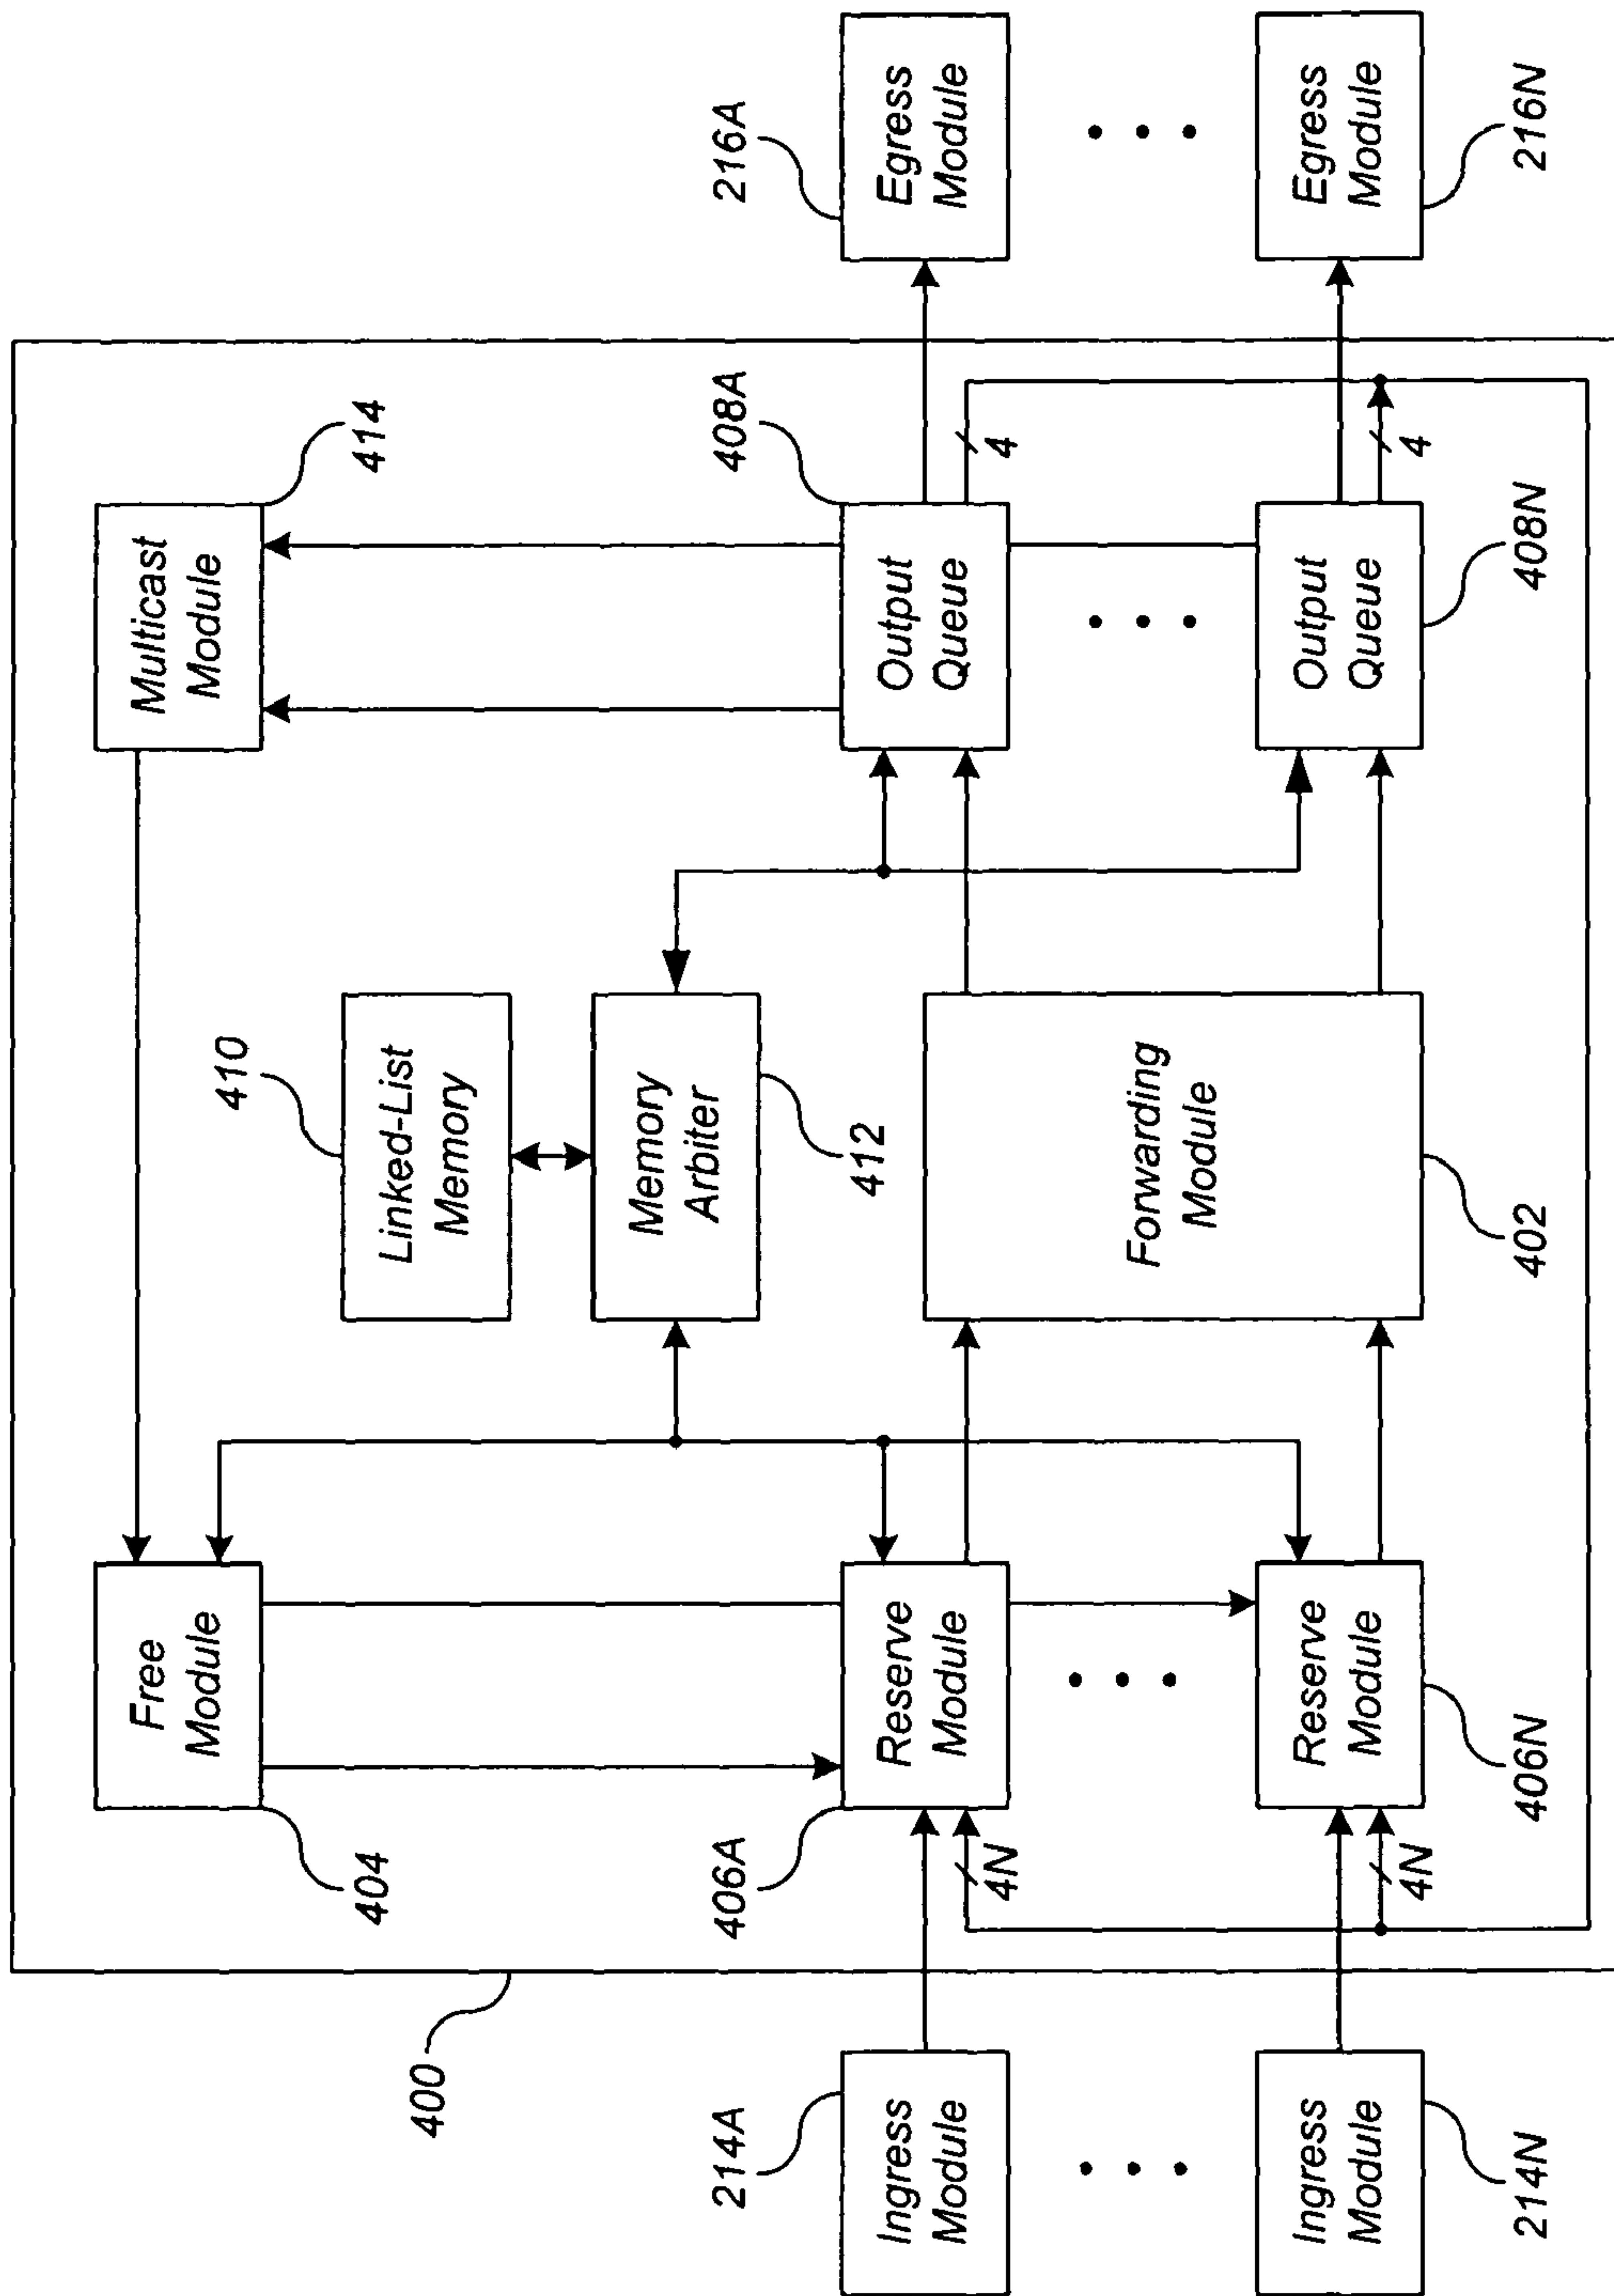 400
404
Free
Module
Multicast
Module
414
410
Linked-List
Memory
Memory
Arbiter
412
214A
Ingress
Module
406A
Reserve
Module
4N
408A
Output
Queue
4
216A
Egress
Module
Forwarding
Module
402
214N
Ingress
Module
406N
Reserve
Module
4N
408N
Output
Queue
4
216N
Egress
Module